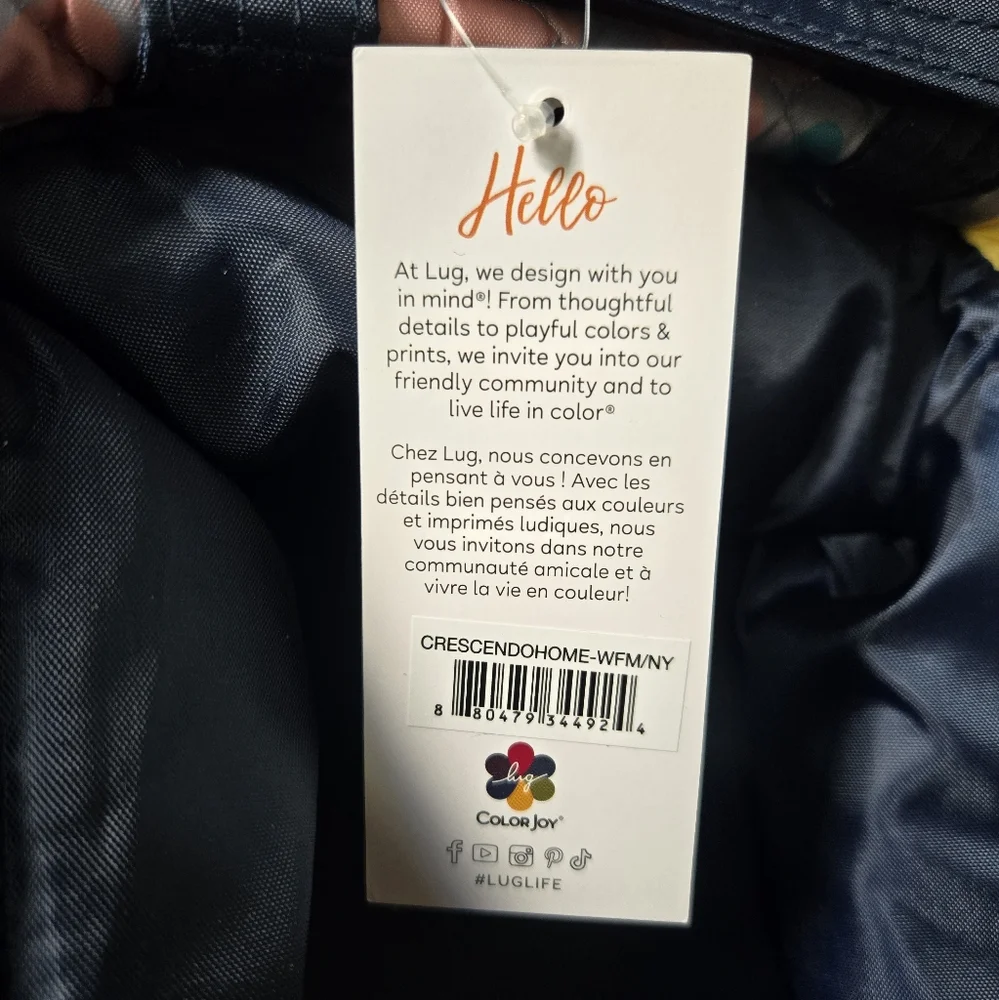 Hello
At Lug, we design with you
in mind®! From thoughtful
details to playful colors &
prints, we invite you into our
friendly community and to
live life in color®
Chez Lug, nous concevons en
pensant à vous ! Avec les
détails bien pensés aux couleurs
et imprimés ludiques, nous
vous invitons dans notre
communauté amicale et à
vivre la vie en couleur!
CRESCENDOHOME-WFM/NY
8 80479 34492 4
lug
COLOR JOY®
#LUGLIFE